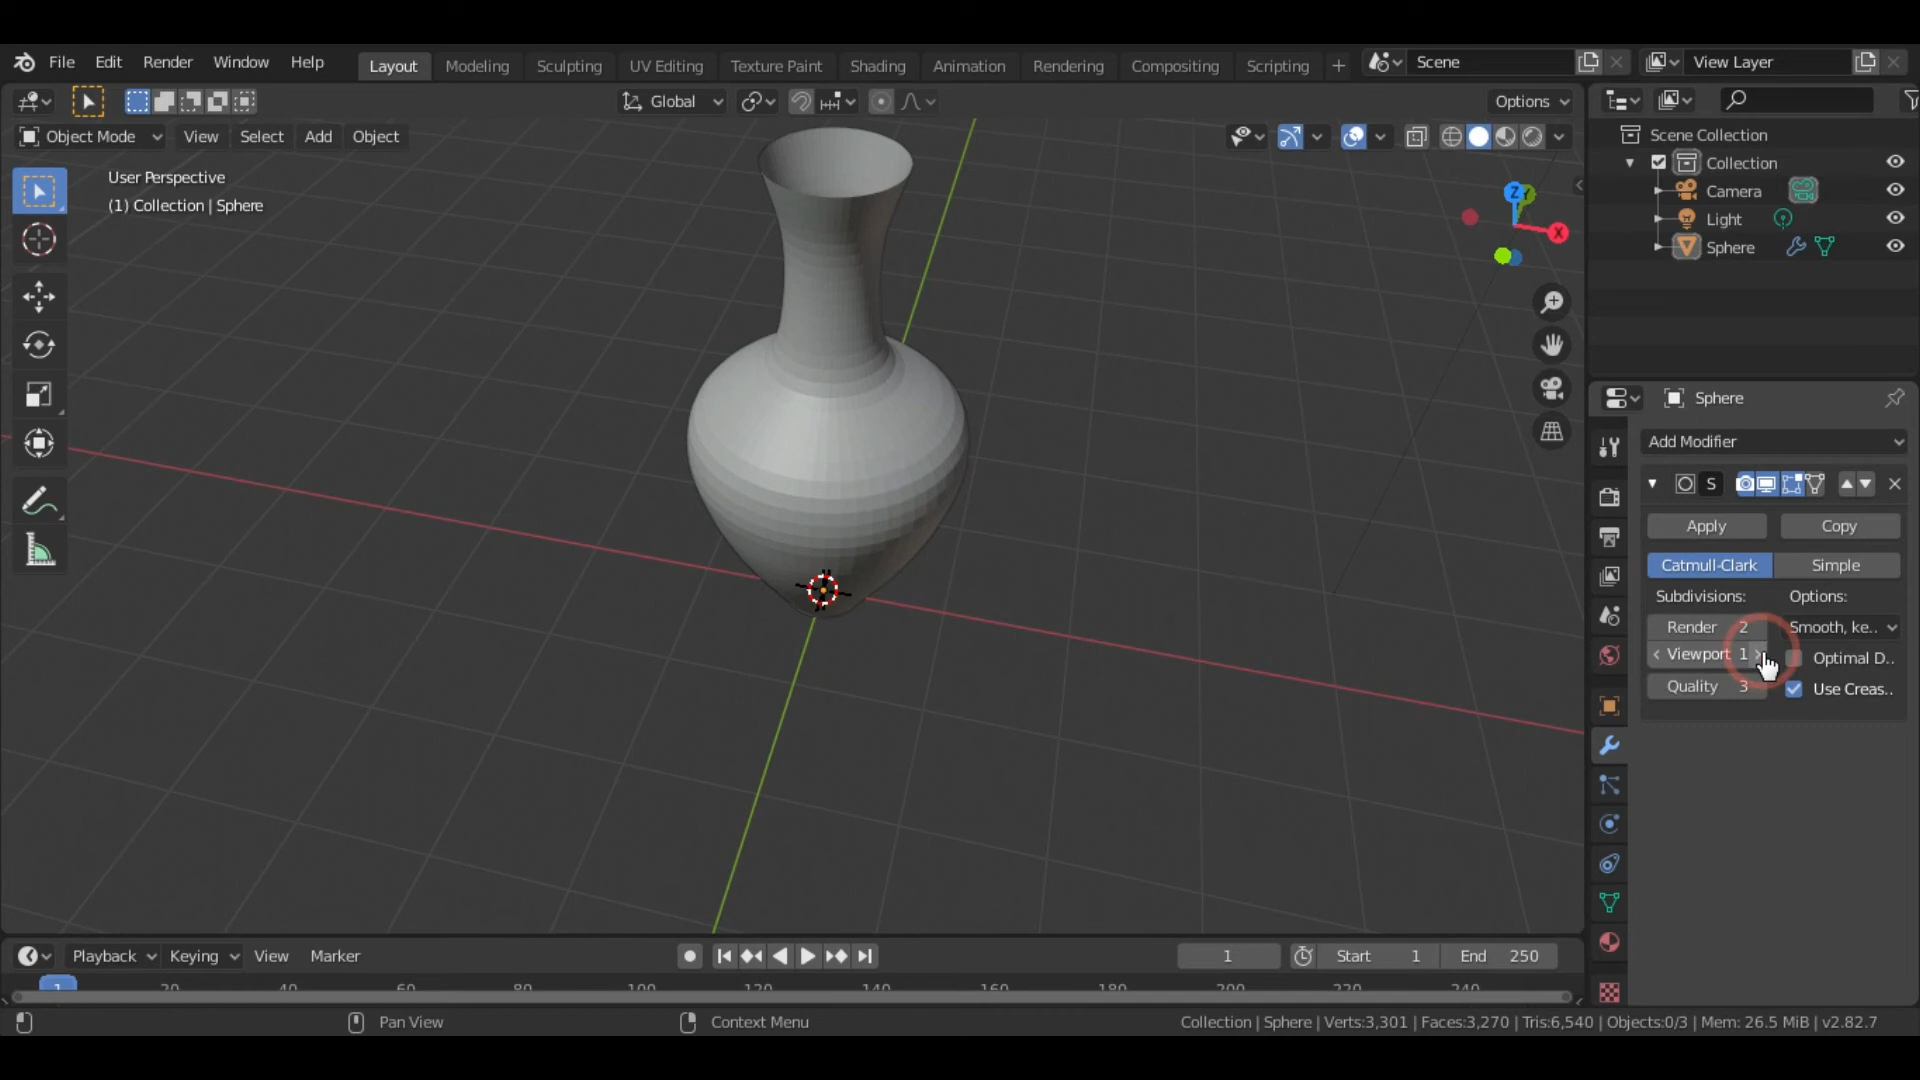 File Edit Render Window Help Layout Modeling Sculpting UV Editing Texture Paint Shading Animation Rendering Compositing Scripting + Scene View Layer
Global Options
Object Mode View Select Add Object
User Perspective
(1) Collection | Sphere
Z
X
Scene Collection
Collection
Camera
Light
Sphere
Sphere
Add Modifier
S
Apply Copy
Catmull-Clark Simple
Subdivisions: Options:
Render 2 Smooth, ke..
Viewport 1 Optimal D..
Quality 3 Use Creas..
Playback Keying View Marker 1 Start 1 End 250
1 20 40 60 80 100 120 140 160 180 200 220 240
Pan View Context Menu Collection | Sphere | Verts:3,301 | Faces:3,270 | Tris:6,540 | Objects:0/3 | Mem: 26.5 MiB | v2.82.7